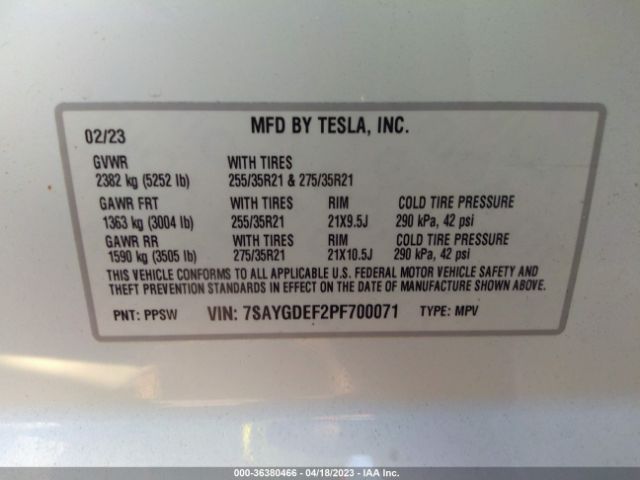 02/23 MFD BY TESLA, INC.
GVWR WITH TIRES
2382 kg (5252 lb) 255/35R21 & 275/35R21
GAWR FRT WITH TIRES RIM COLD TIRE PRESSURE
1363 kg (3004 lb) 255/35R21 21X9.5J 290 kPa, 42 psi
GAWR RR WITH TIRES RIM COLD TIRE PRESSURE
1590 kg (3505 lb) 275/35R21 21X10.5J 290 kPa, 42 psi
THIS VEHICLE CONFORMS TO ALL APPLICABLE U.S. FEDERAL MOTOR VEHICLE SAFETY AND
THEFT PREVENTION STANDARDS IN EFFECT ON THE DATE OF MANUFACTURE SHOWN ABOVE.
PNT: PPSW VIN: 7SAYGDEF2PF700071 TYPE: MPV
000-36380466 - 04/18/2023 - IAA Inc.